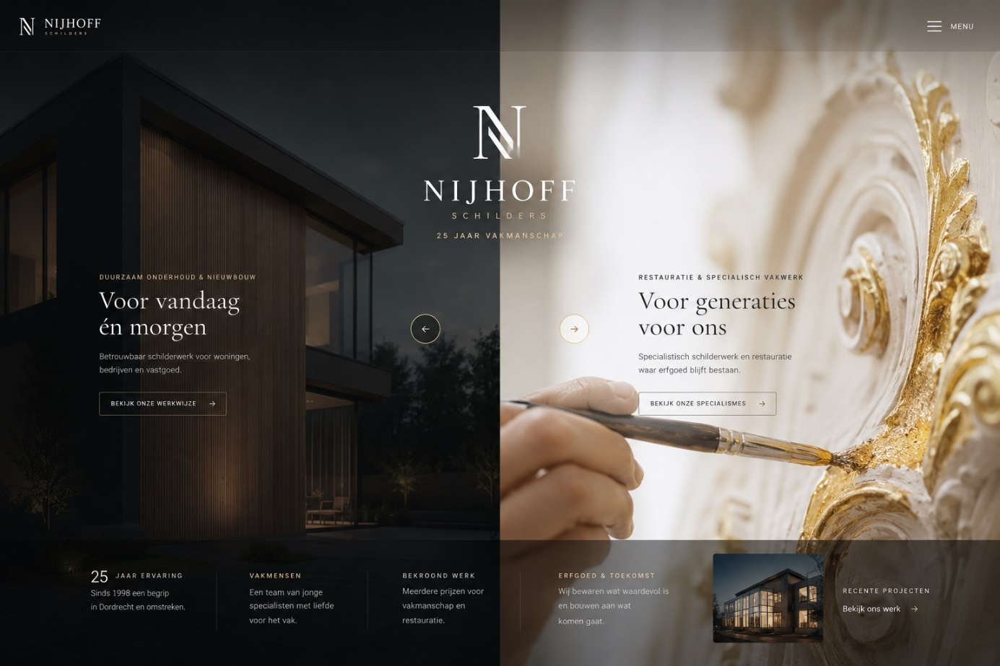 N NIJHOFF
SCHILDERS
MENU
N
NIJHOFF
SCHILDERS
25 JAAR VAKMANSCHAP
DUURZAAM ONDERHOUD & NIEUWBOUW
Voor vandaag
én morgen
Betrouwbaar schilderwerk voor woningen,
bedrijven en vastgoed.
BEKIJK ONZE WERKWIJZE →
←
→
RESTAURATIE & SPECIALISCH VAKWERK
Voor generaties
voor ons
Specialistisch schilderwerk en restauratie
waar erfgoed blijft bestaan.
BEKIJK ONZE SPECIALISMES →
25 JAAR ERVARING
Sinds 1998 een begrip
in Dordrecht en omstreken.
VAKMENSEN
Een team van jonge
specialisten met liefde
voor het vak.
BEKROOND WERK
Meerdere prijzen voor
vakmanschap en
restauratie.
ERFGOED & TOEKOMST
Wij bewaren wat waardevol is
en bouwen aan wat
komen gaat.
RECENTE PROJECTEN
Bekijk ons werk →